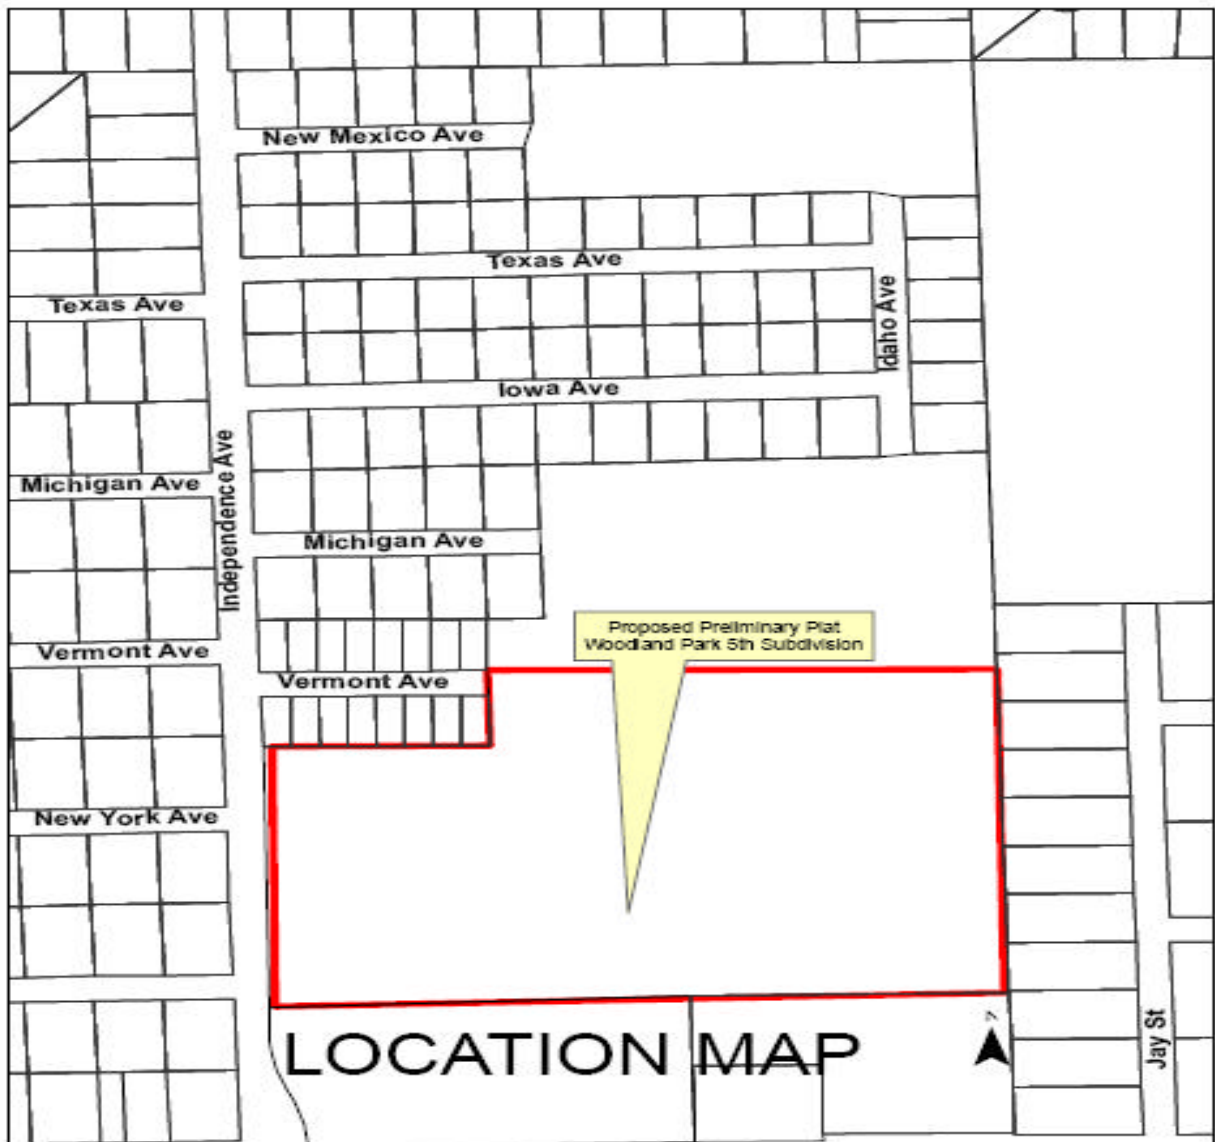 New Mexico Ave
Texas Ave
Texas Ave
Idaho Ave
Iowa Ave
Independence Ave
Michigan Ave
Michigan Ave
Proposed Preliminary Plat
Woodland Park 5th Subdivision
Vermont Ave
Vermont Ave
New York Ave
LOCATION MAP
Jay St